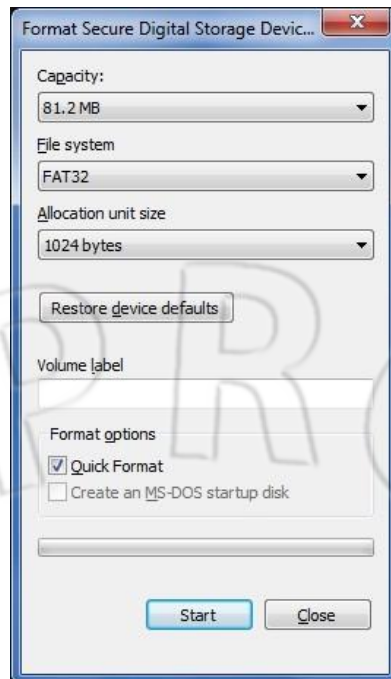 Format Secure Digital Storage Devic...
Capacity:
81.2 MB
File system
FAT32
Allocation unit size
1024 bytes
Restore device defaults
Volume label
Format options
Quick Format
Create an MS-DOS startup disk
Start
Close